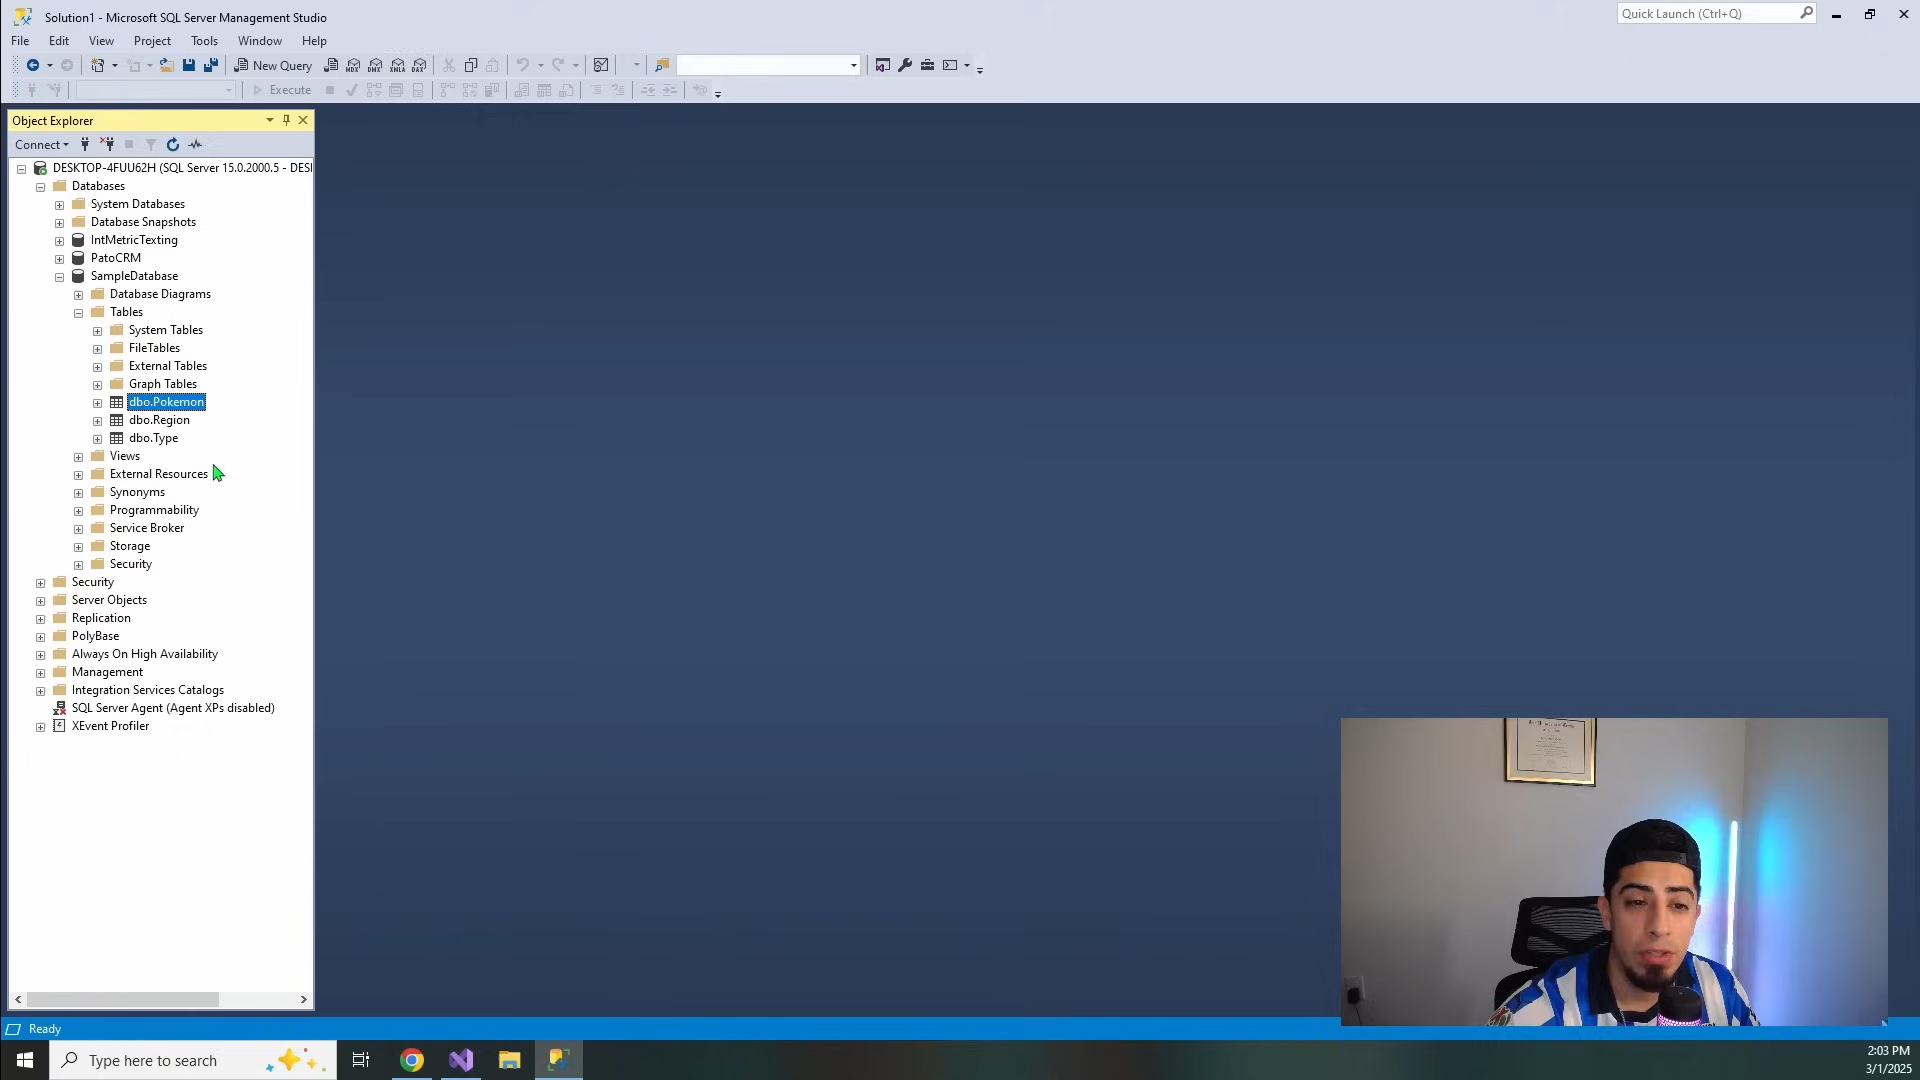 Solution1 - Microsoft SQL Server Management Studio
Quick Launch (Ctrl+Q)
File Edit View Project Tools Window Help
New Query MDX DMX XMLA DAX
Execute
Object Explorer
Connect
DESKTOP-4FUU62H (SQL Server 15.0.2000.5 - DESI
Databases
System Databases
Database Snapshots
IntMetricTexting
PatoCRM
SampleDatabase
Database Diagrams
Tables
System Tables
FileTables
External Tables
Graph Tables
dbo.Pokemon
dbo.Region
dbo.Type
Views
External Resources
Synonyms
Programmability
Service Broker
Storage
Security
Security
Server Objects
Replication
PolyBase
Always On High Availability
Management
Integration Services Catalogs
SQL Server Agent (Agent XPs disabled)
XEvent Profiler
Ready
Type here to search
2:03 PM
3/1/2025